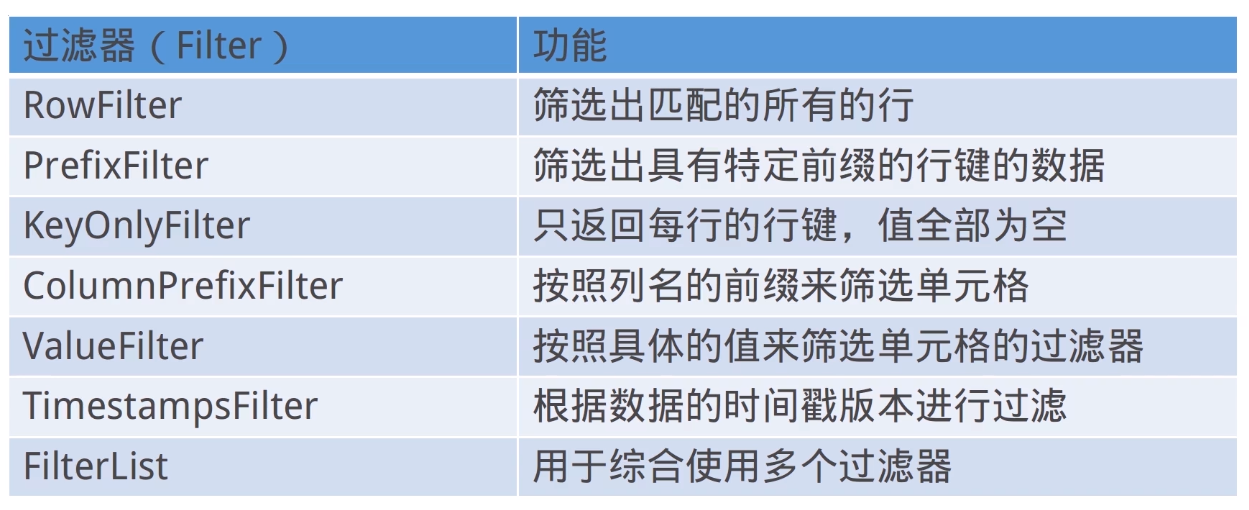 过滤器（Filter） 功能
RowFilter 筛选出匹配的所有的行
PrefixFilter 筛选出具有特定前缀的行键的数据
KeyOnlyFilter 只返回每行的行键，值全部为空
ColumnPrefixFilter 按照列名的前缀来筛选单元格
ValueFilter 按照具体的值来筛选单元格的过滤器
TimestampsFilter 根据数据的时间戳版本进行过滤
FilterList 用于综合使用多个过滤器